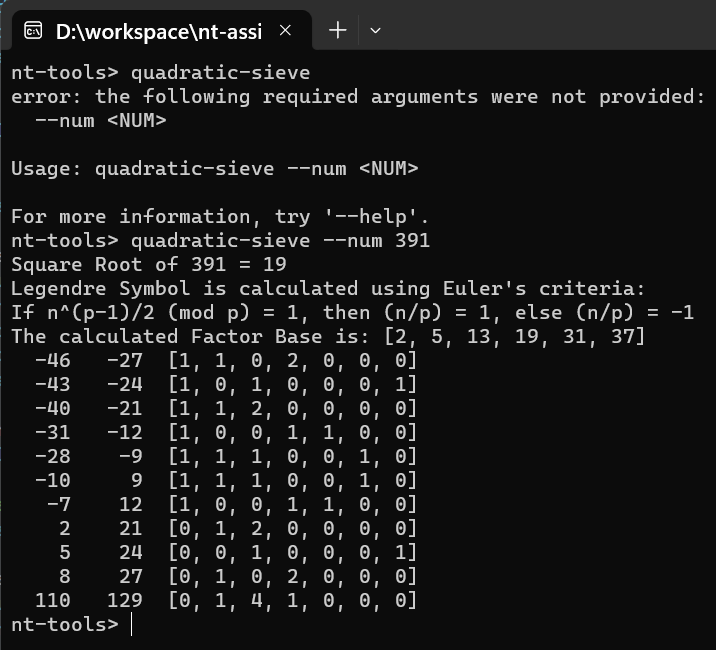 D:\workspace\nt-assi
nt-tools> quadratic-sieve
error: the following required arguments were not provided:
  --num <NUM>
Usage: quadratic-sieve --num <NUM>
For more information, try '--help'.
nt-tools> quadratic-sieve --num 391
Square Root of 391 = 19
Legendre Symbol is calculated using Euler's criteria:
If n^(p-1)/2 (mod p) = 1, then (n/p) = 1, else (n/p) = -1
The calculated Factor Base is: [2, 5, 13, 19, 31, 37]
  -46   -27  [1, 1, 0, 2, 0, 0, 0]
  -43   -24  [1, 0, 1, 0, 0, 0, 1]
  -40   -21  [1, 1, 2, 0, 0, 0, 0]
  -31   -12  [1, 0, 0, 1, 1, 0, 0]
  -28    -9  [1, 1, 1, 0, 0, 1, 0]
  -10     9  [1, 1, 1, 0, 0, 1, 0]
   -7    12  [1, 0, 0, 1, 1, 0, 0]
    2    21  [0, 1, 2, 0, 0, 0, 0]
    5    24  [0, 0, 1, 0, 0, 0, 1]
    8    27  [0, 1, 0, 2, 0, 0, 0]
  110   129  [0, 1, 4, 1, 0, 0, 0]
nt-tools>